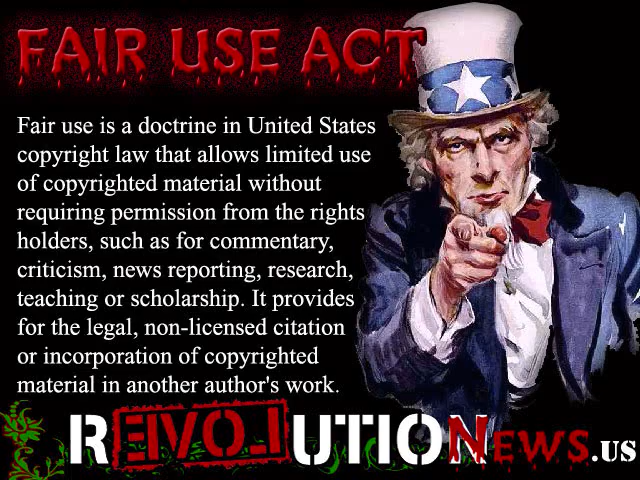 FAIR USE ACT
Fair use is a doctrine in United States
copyright law that allows limited use
of copyrighted material without
requiring permission from the rights
holders, such as for commentary,
criticism, news reporting, research,
teaching or scholarship. It provides
for the legal, non-licensed citation
or incorporation of copyrighted
material in another author's work.
REVOLUTIONNEWS.US